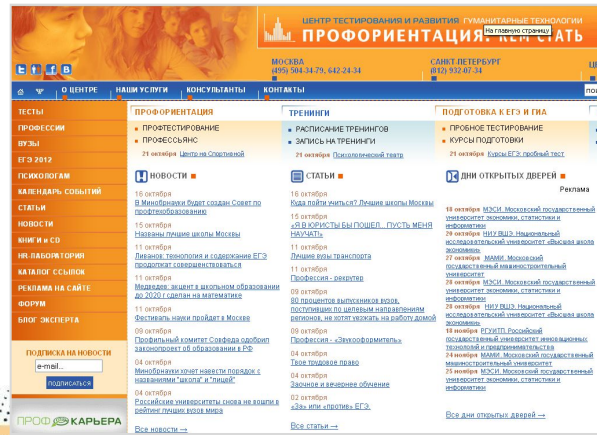 ЦЕНТР ТЕСТИРОВАНИЯ И РАЗВИТИЯ ГУМАНИТАРНЫЕ ТЕХНОЛОГИИ
На главную страницу
ПРОФОРИЕНТАЦИЯ: КЕМ СТАТЬ
МОСКВА
(495) 504-34-79, 642-24-34
САНКТ-ПЕТЕРБУРГ
(812) 932-07-34
О ЦЕНТРЕ
НАШИ УСЛУГИ
КОНСУЛЬТАНТЫ
КОНТАКТЫ
ТЕСТЫ
ПРОФЕССИИ
ВУЗЫ
ЕГЭ 2012
ПСИХОЛОГАМ
КАЛЕНДАРЬ СОБЫТИЙ
СТАТЬИ
НОВОСТИ
КНИГИ и CD
HR-ЛАБОРАТОРИЯ
КАТАЛОГ ССЫЛОК
РЕКЛАМА НА САЙТЕ
ФОРУМ
БЛОГ ЭКСПЕРТА
ПОДПИСКА НА НОВОСТИ
e-mail...
ПОДПИСАТЬСЯ
ПРОФ КАРЬЕРА
ПРОФОРИЕНТАЦИЯ
ПРОФТЕСТИРОВАНИЕ
ПРОФЕССЬЯНС
21 октября Центр на Спортивной
НОВОСТИ
16 октября
В Минобрнауки будет создан Совет по
профтехобразованию
15 октября
Названы лучшие школы Москвы
11 октября
Ливанов: технология и содержание ЕГЭ
продолжат совершенствоваться
11 октября
Медведев: акцент в школьном образовании
до 2020 г сделан на математике
11 октября
Фестиваль науки пройдет в Москве
09 октября
Профильный комитет Совфеда одобрил
законопроект об образовании в РФ
04 октября
Минобрнауки хочет навести порядок с
названиями "школа" и "лицей"
04 октября
Российские университеты снова не вошли в
рейтинг лучших вузов мира
Все новости →
ТРЕНИНГИ
РАСПИСАНИЕ ТРЕНИНГОВ
ЗАПИСЬ НА ТРЕНИНГИ
21 октября Психологический театр
СТАТЬИ
16 октября
Куда пойти учиться? Лучшие школы Москвы
15 октября
«Я В ЮРИСТЫ БЫ ПОШЕЛ... ПУСТЬ МЕНЯ
НАУЧАТ!»
11 октября
Лучшие вузы транспорта
11 октября
Профессия - рекрутер
09 октября
80 процентов выпускников вузов,
поступивших по целевым направлениям
регионов, не хотят уезжать на работу домой
09 октября
Профессия - «Звукооформитель»
04 октября
Твое трудовое право
04 октября
Заочное и вечернее обучение
02 октября
«За» или «против» ЕГЭ.
Все статьи →
ПОДГОТОВКА К ЕГЭ И ГИА
ПРОБНОЕ ТЕСТИРОВАНИЕ
КУРСЫ ПОДГОТОВКИ
21 октября Курсы ЕГЭ: пробный тест
ДНИ ОТКРЫТЫХ ДВЕРЕЙ
Реклама
18 октября МЭСИ. Московский государственный
университет экономики, статистики и
информатики
20 октября НИУ ВШЭ. Национальный
исследовательский университет «Высшая школа
экономики»
27 октября МАМИ. Московский
государственный машиностроительный
университет
28 октября МЭСИ. Московский государственный
университет экономики, статистики и
информатики
28 октября НИУ ВШЭ. Национальный
исследовательский университет «Высшая школа
экономики»
18 ноября РГУИТП. Российский
государственный университет инновационных
технологий и предпринимательства
24 ноября МАМИ. Московский государственный
машиностроительный университет
25 ноября МЭСИ. Московский государственный
университет экономики, статистики и
информатики
Все дни открытых дверей →